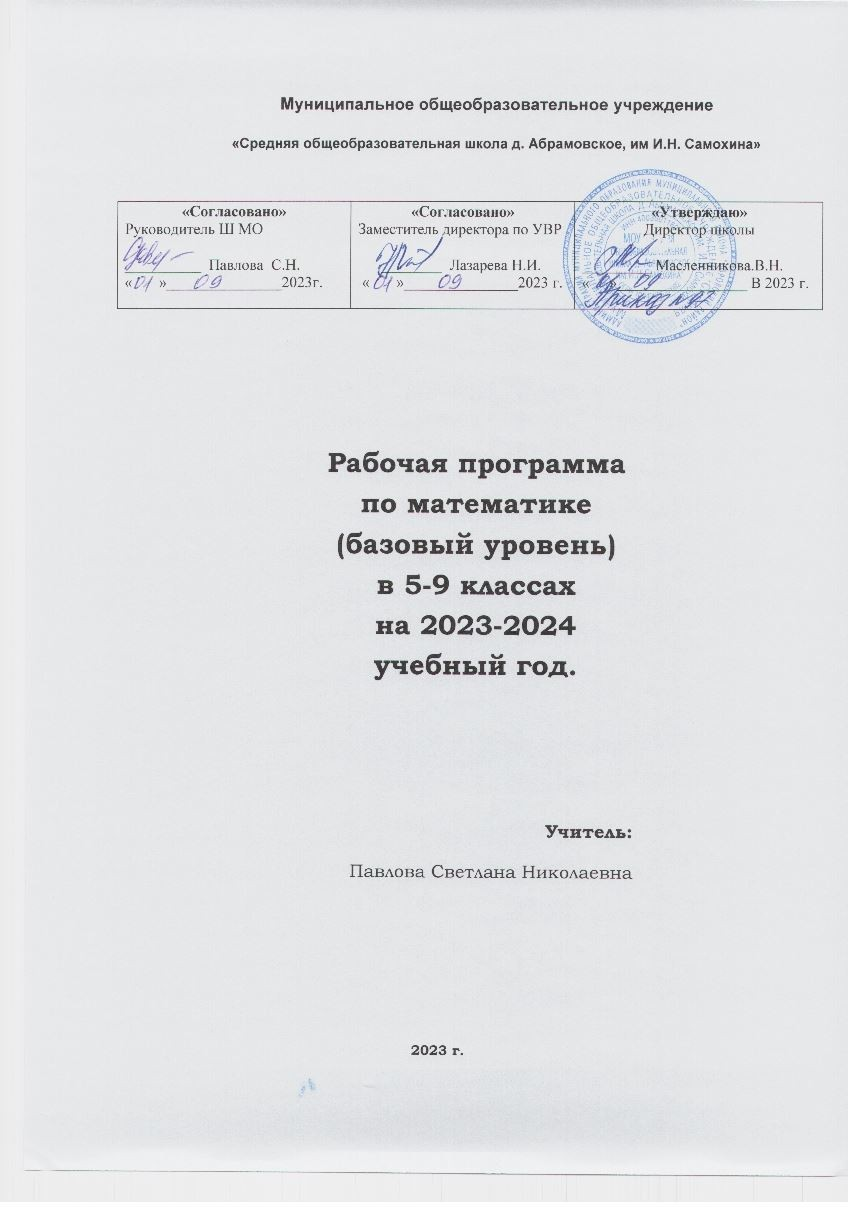 Муниципальное общеобразовательное учреждение
«Средняя общеобразовательная школа д. Абрамовское, им И.Н. Самохина»
«Согласовано»
Руководитель Ш МО
Павлова С.Н.
«01»09 2023г.
«Согласовано»
Заместитель директора по УВР
Лазарева Н.И.
«01»09 2023 г.
«Утверждаю»
Директор школы
Масленникова.В.Н.
В 2023 г.
Рабочая программа
по математике
(базовый уровень)
в 5-9 классах
на 2023-2024
учебный год.
Учитель:
Павлова Светлана Николаевна
2023 г.